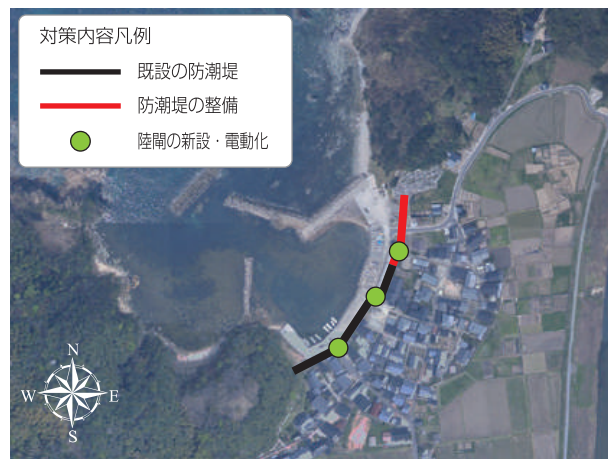 対策内容凡例
既設の防潮堤
防潮堤の整備
陸閘の新設・電動化
N
W
E
S